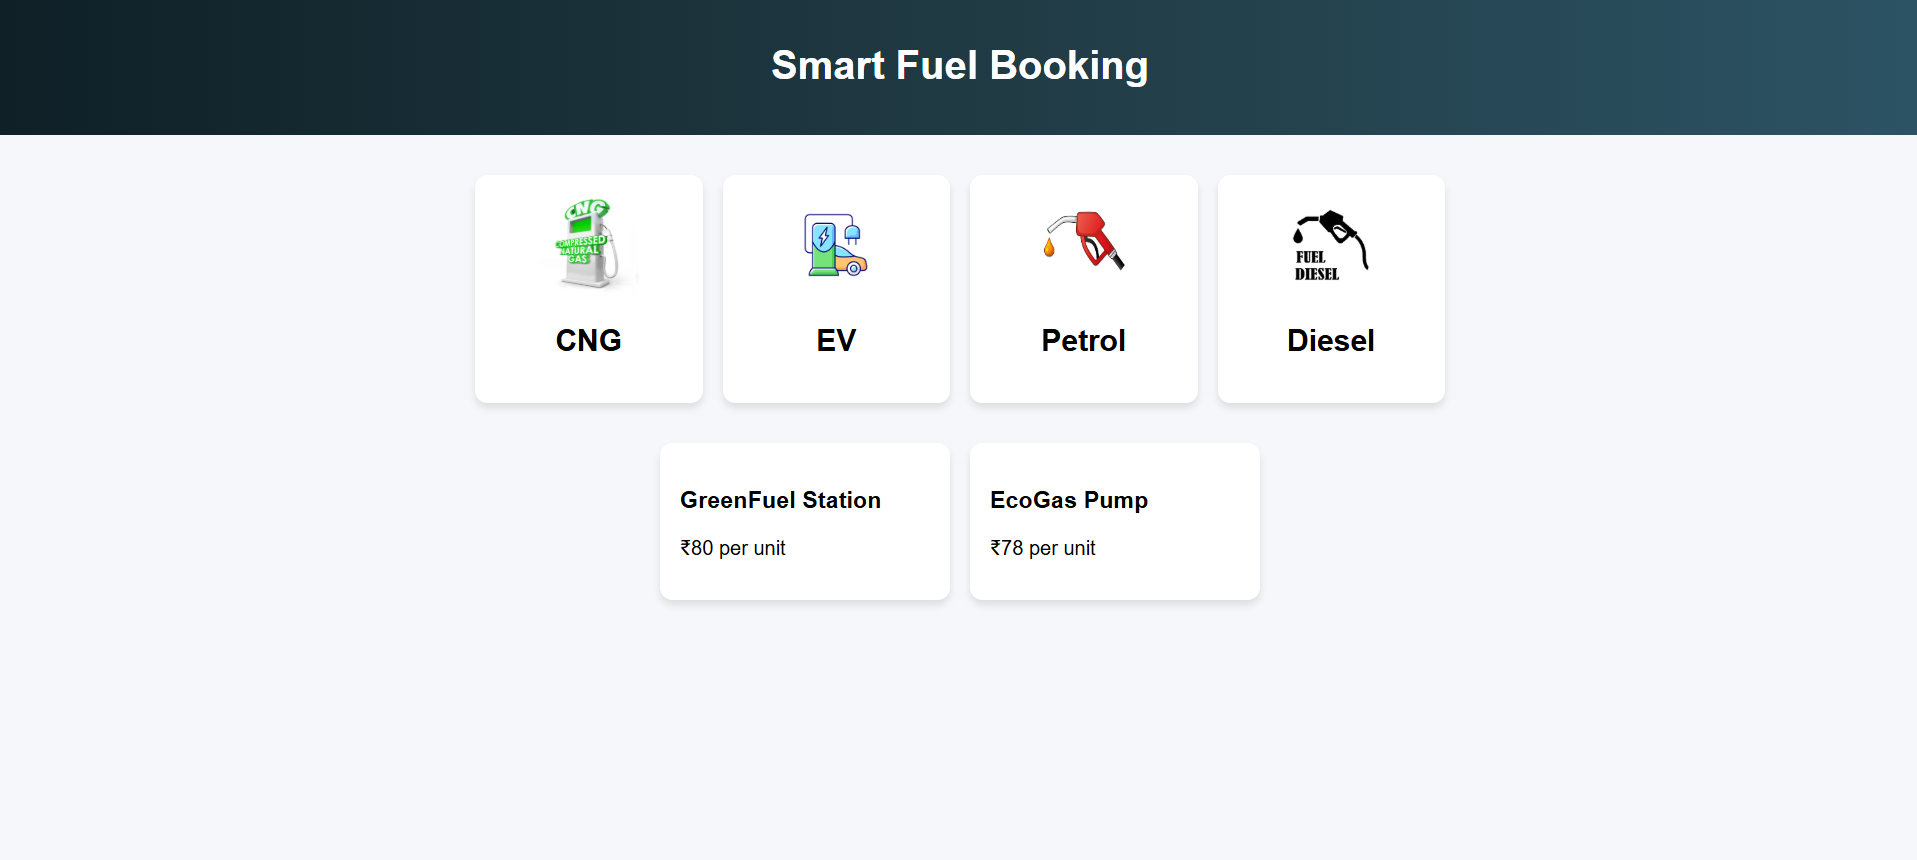 Smart Fuel Booking
CNG
COMPRESSED
NATURAL
GAS
FUEL
DIESEL
CNG
EV
Petrol
Diesel
GreenFuel Station
EcoGas Pump
₹80 per unit
₹78 per unit